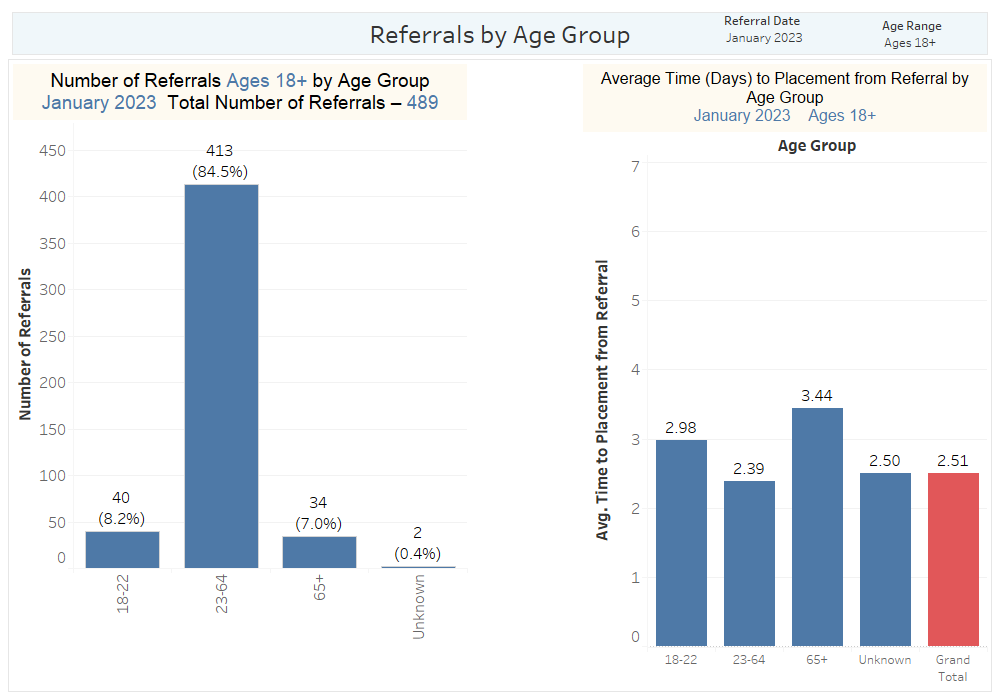 Referrals by Age Group
Referral Date
January 2023
Age Range
Ages 18+
Number of Referrals Ages 18+ by Age Group
January 2023 Total Number of Referrals – 489
Number of Referrals
450
400
350
300
250
200
150
100
50
0
40
(8.2%)
413
(84.5%)
34
(7.0%)
2
(0.4%)
18-22
23-64
65+
Unknown
Average Time (Days) to Placement from Referral by
Age Group
January 2023 Ages 18+
Age Group
Avg. Time to Placement from Referral
7
6
5
4
3
2
1
0
2.98
2.39
3.44
2.50
2.51
18-22
23-64
65+
Unknown
Grand
Total